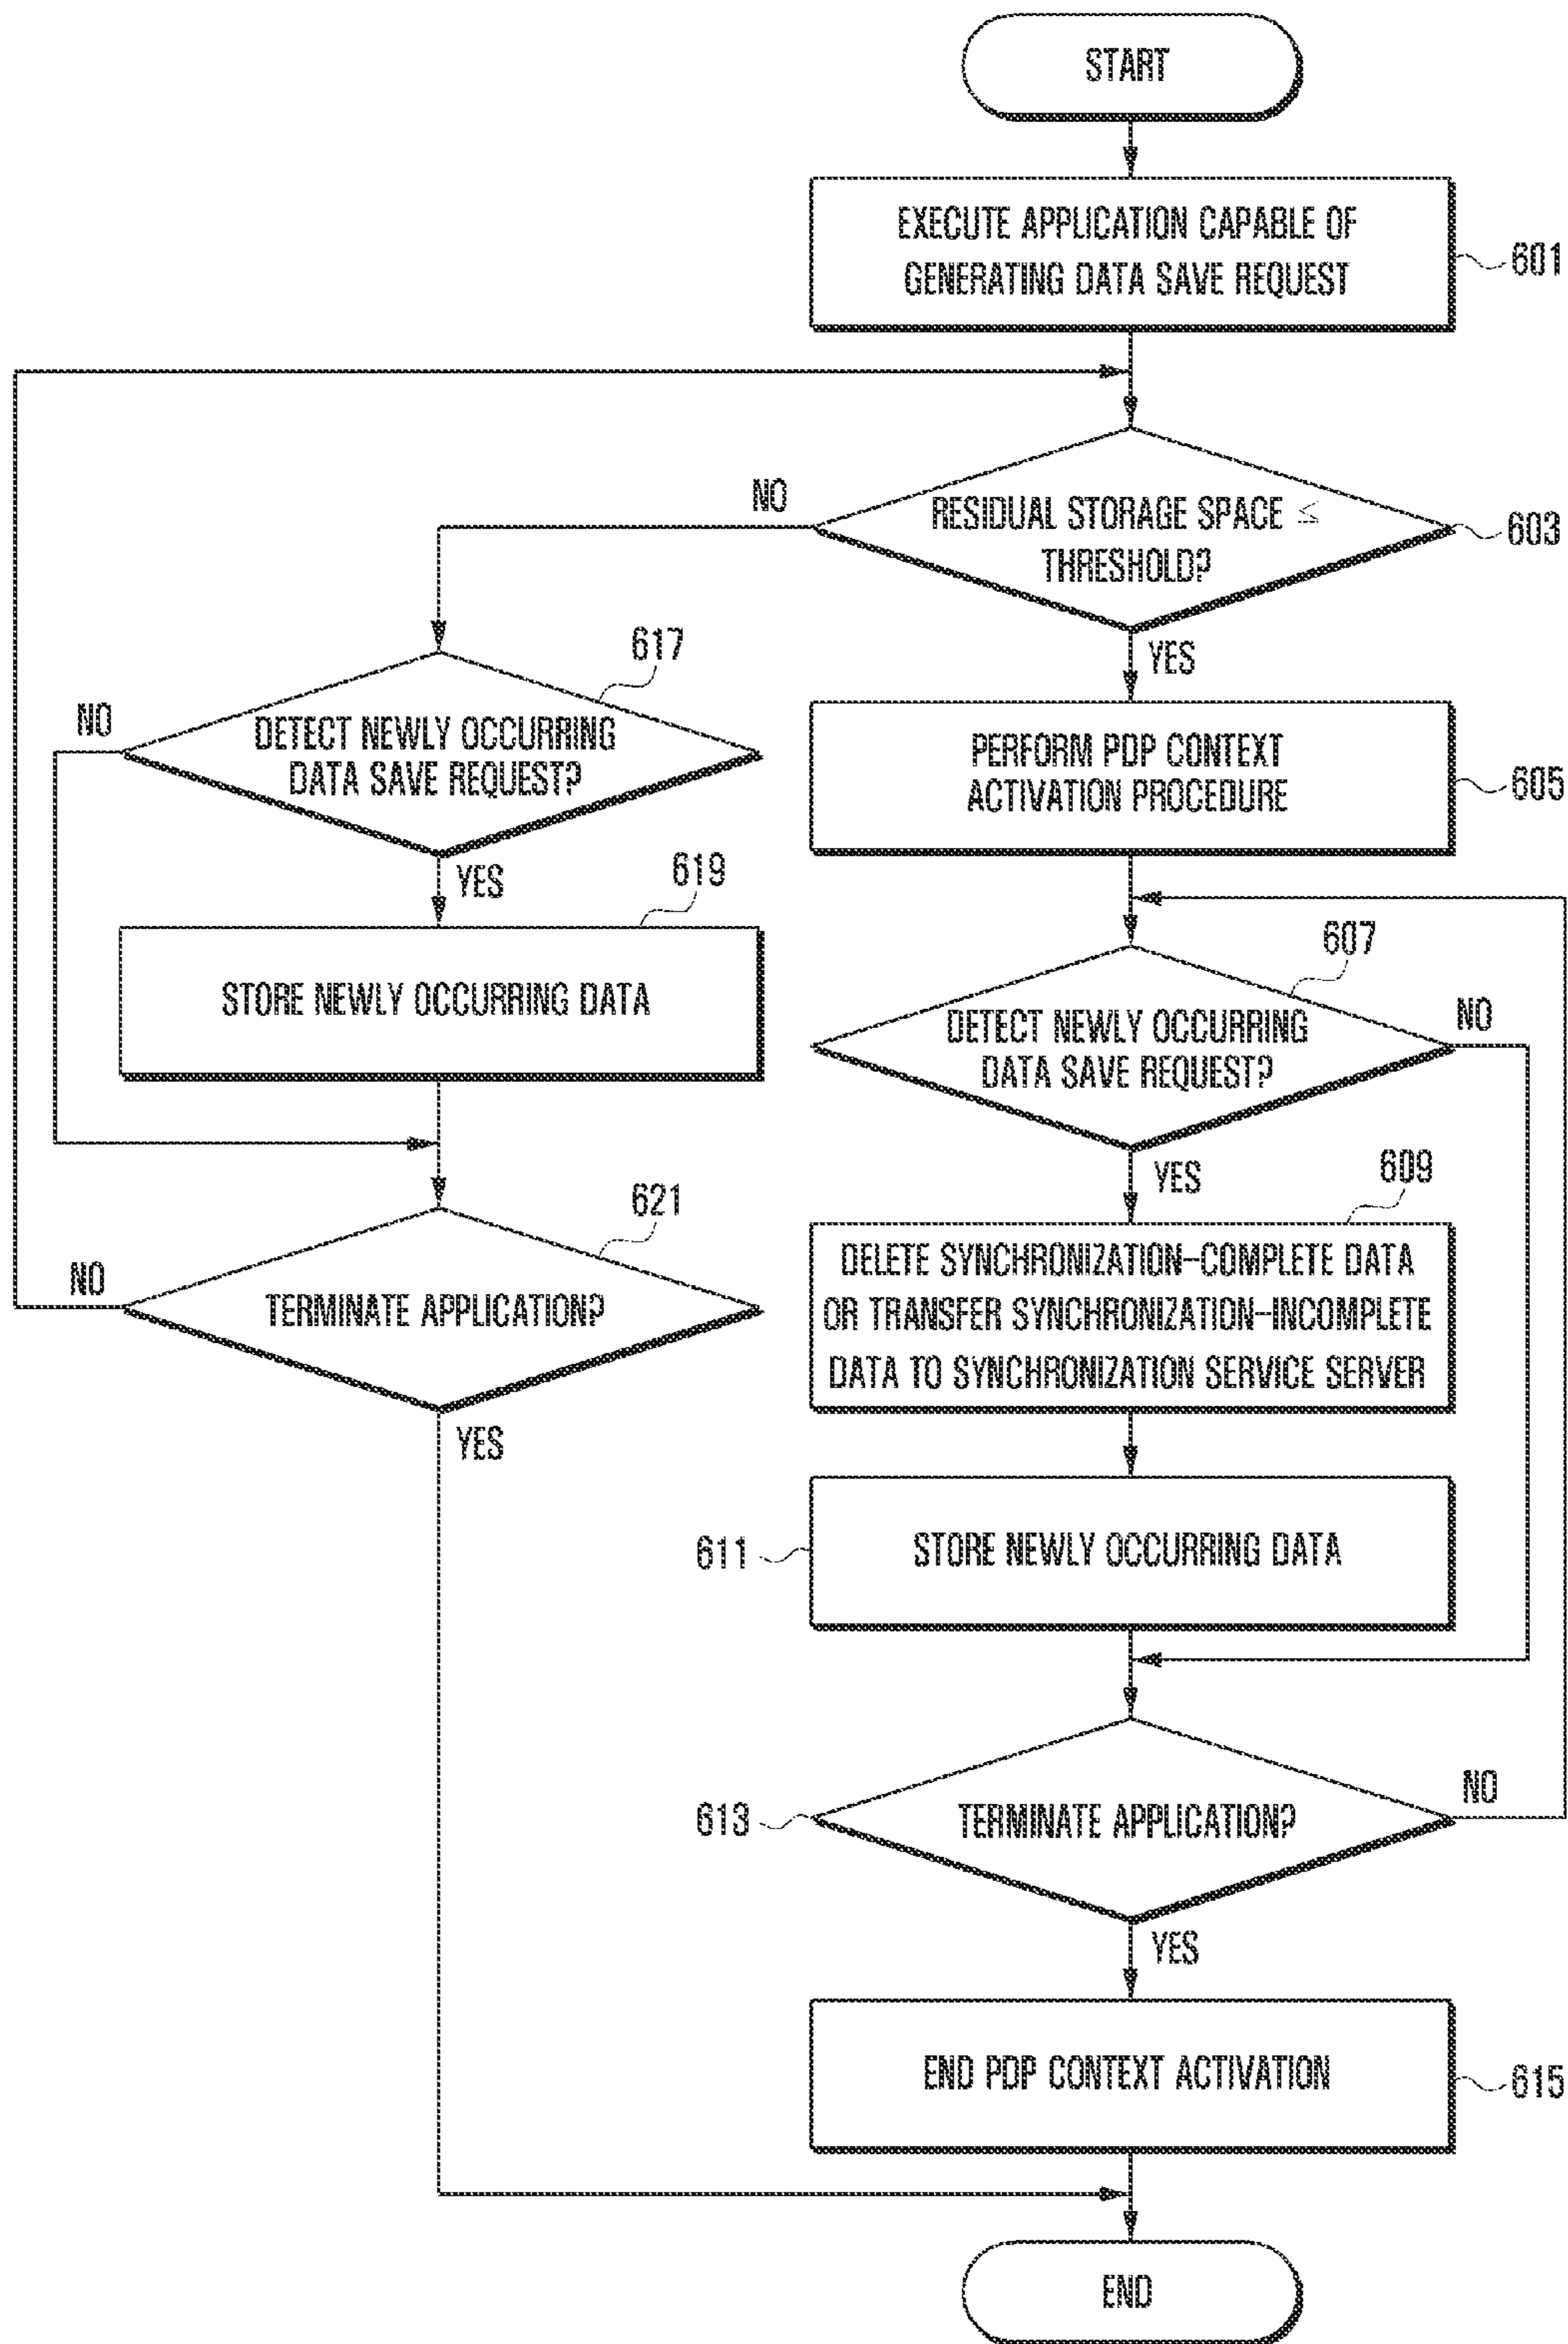 START
EXECUTE APPLICATION CAPABLE OF
GENERATING DATA SAVE REQUEST
601
RESIDUAL STORAGE SPACE ≤
THRESHOLD?
603
NO
YES
617
DETECT NEWLY OCCURRING
DATA SAVE REQUEST?
NO
YES
PERFORM PDP CONTEXT
ACTIVATION PROCEDURE
605
619
STORE NEWLY OCCURRING DATA
607
DETECT NEWLY OCCURRING
DATA SAVE REQUEST?
NO
YES
621
TERMINATE APPLICATION?
NO
YES
609
DELETE SYNCHRONIZATION-COMPLETE DATA
OR TRANSFER SYNCHRONIZATION-INCOMPLETE
DATA TO SYNCHRONIZATION SERVICE SERVER
611
STORE NEWLY OCCURRING DATA
613
TERMINATE APPLICATION?
NO
YES
END PDP CONTEXT ACTIVATION
615
END